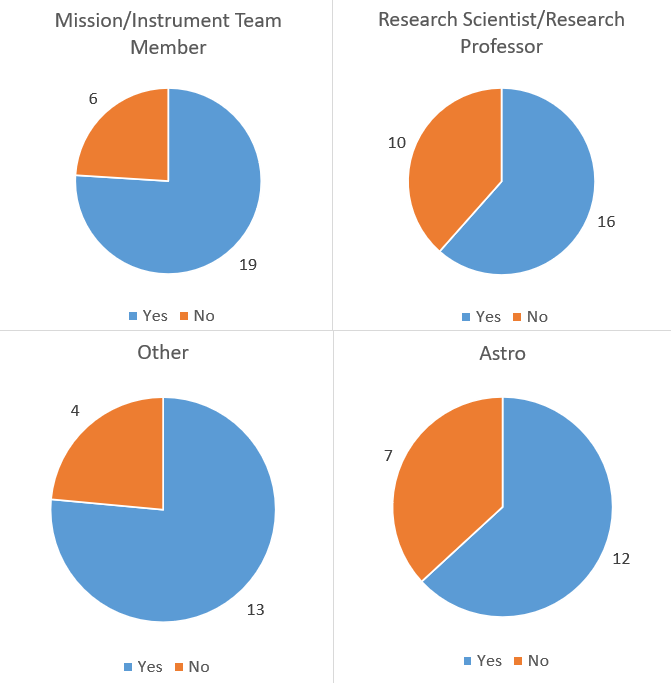 Mission/Instrument Team
Member
6
19
Yes No
Research Scientist/Research
Professor
10
16
Yes No
Other
4
13
Yes No
Astro
7
12
Yes No